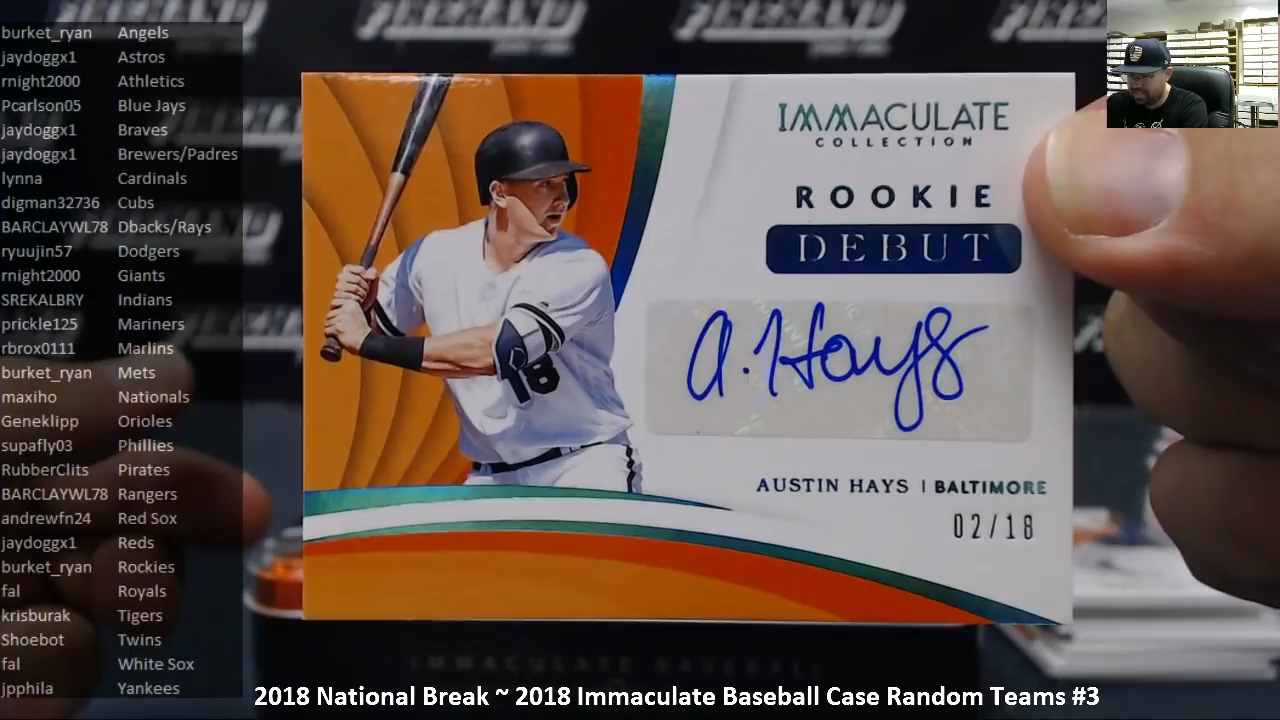 burket_ryan Angels
jaydoggx1 Astros
rnight2000 Athletics
Pcarlson05 Blue Jays
jaydoggx1 Braves
jaydoggx1 Brewers/Padres
lynna Cardinals
digman32736 Cubs
BARCLAYWL78 Dbacks/Rays
ryuujin57 Dodgers
rnight2000 Giants
SREKALBRY Indians
prickle125 Mariners
rbrox0111 Marlins
burket_ryan Mets
maxiho Nationals
Geneklipp Orioles
supafly03 Phillies
RubberClits Pirates
BARCLAYWL78 Rangers
andrewfn24 Red Sox
jaydoggx1 Reds
burket_ryan Rockies
fal Royals
krisburak Tigers
Shoebot Twins
fal White Sox
jpphila Yankees
IMMACULATE
COLLECTION
ROOKIE
DEBUT
A. Hays
18
AUSTIN HAYS | BALTIMORE
02/18
IMMACULATE BASEBALL
2018 National Break ~ 2018 Immaculate Baseball Case Random Teams #3